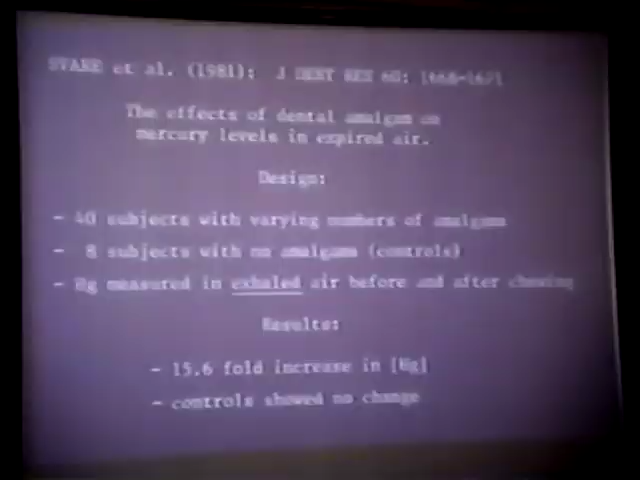 SVARE et al. (1981): J DENT RES 60: 1668-1671
The effects of dental amalgam on
mercury levels in expired air.
Design:
- 40 subjects with varying numbers of amalgams
- 8 subjects with no amalgam (controls)
- Hg measured in exhaled air before and after chewing
Results:
- 15.6 fold increase in [Hg]
- controls showed no change